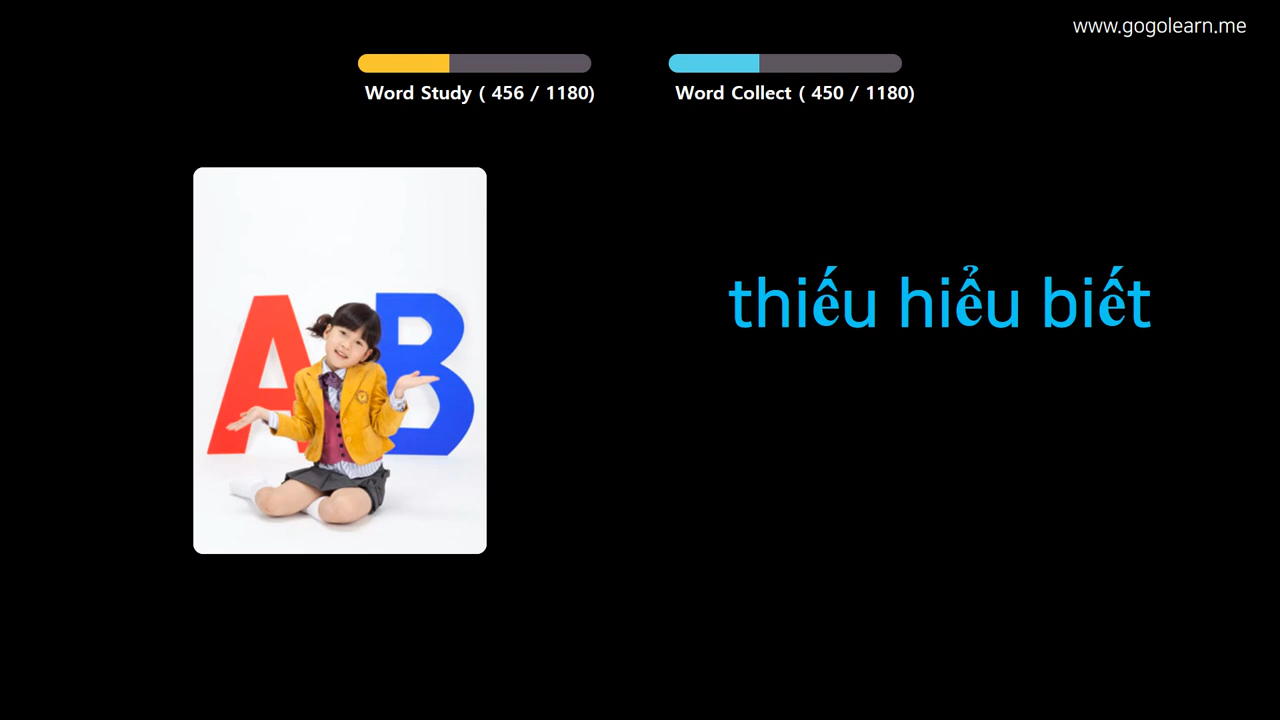 www.gogolearn.me
Word Study ( 456 / 1180)
Word Collect ( 450 / 1180)
A B
thiếu hiểu biết